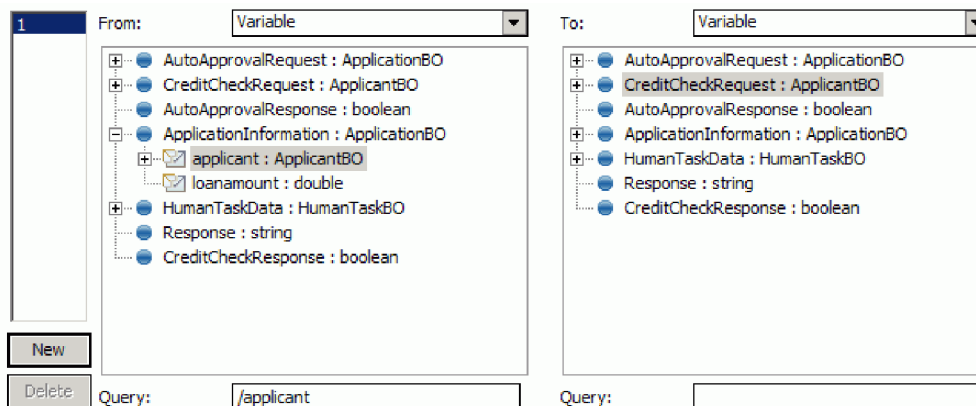 1
From:
Variable
AutoApprovalRequest : ApplicationBO
CreditCheckRequest : ApplicantBO
AutoApprovalResponse : boolean
ApplicationInformation : ApplicationBO
applicant : ApplicantBO
loanamount : double
HumanTaskData : HumanTaskBO
Response : string
CreditCheckResponse : boolean
New
Delete
Query:
/applicant
To:
Variable
AutoApprovalRequest : ApplicationBO
CreditCheckRequest : ApplicantBO
AutoApprovalResponse : boolean
ApplicationInformation : ApplicationBO
HumanTaskData : HumanTaskBO
Response : string
CreditCheckResponse : boolean
Query: